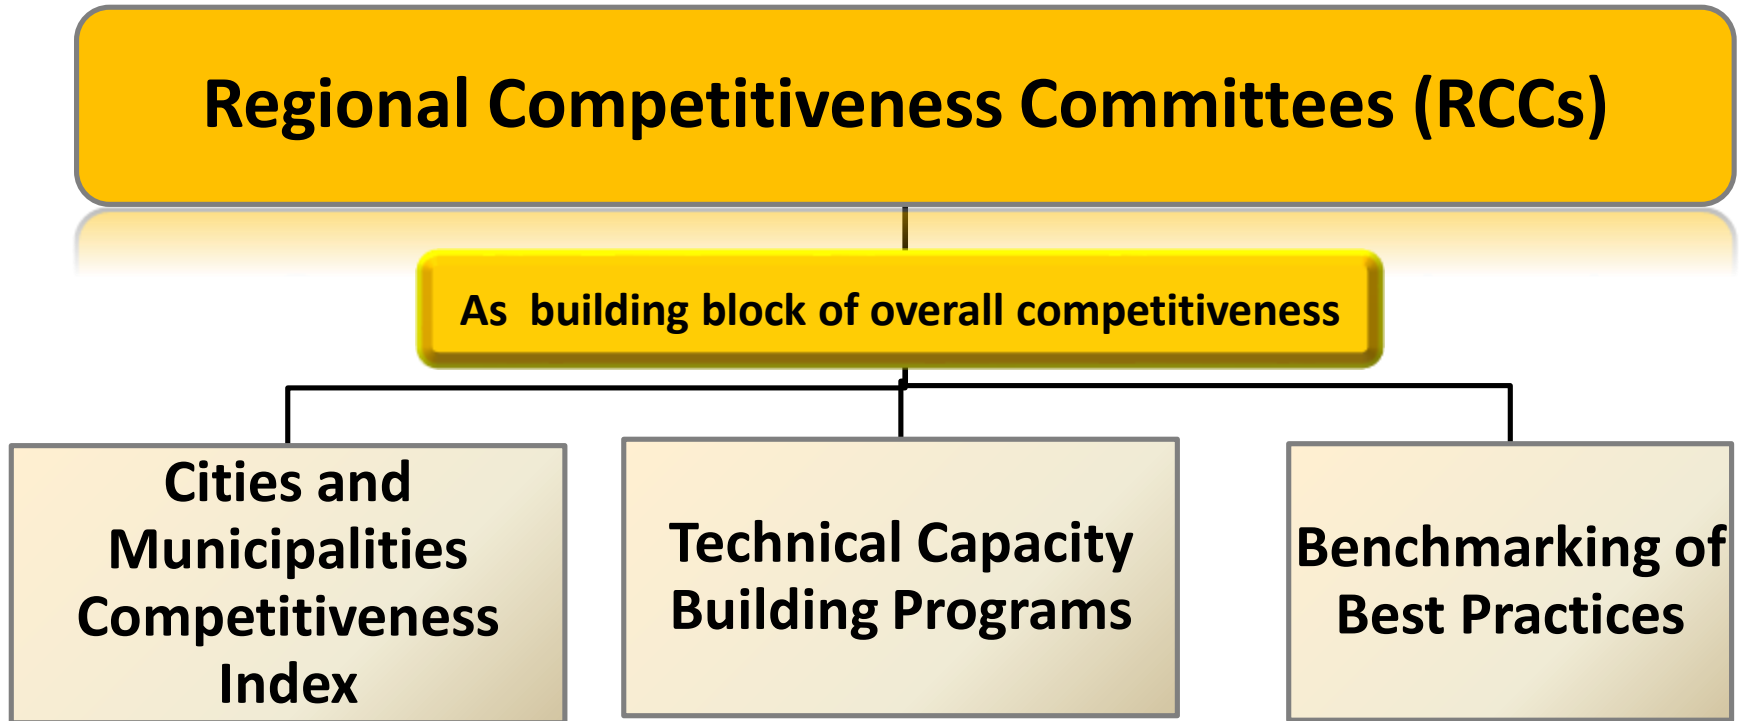 Regional Competitiveness Committees (RCCs)
As building block of overall competitiveness
Cities and
Municipalities
Competitiveness
Index
Technical Capacity
Building Programs
Benchmarking of
Best Practices